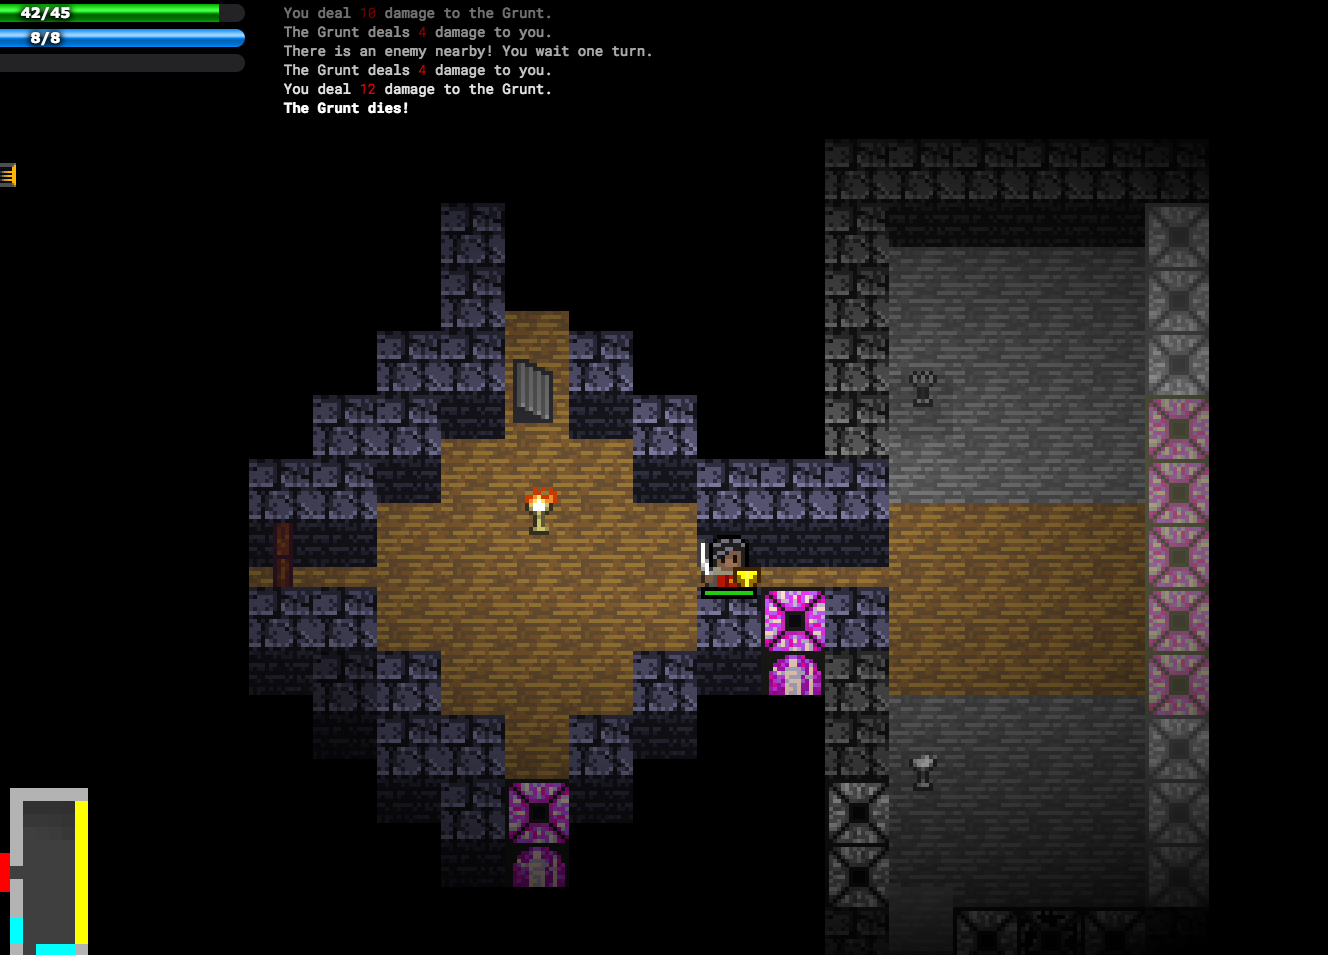 42/45
8/8
You deal 10 damage to the Grunt.
The Grunt deals 4 damage to you.
There is an enemy nearby! You wait one turn.
The Grunt deals 4 damage to you.
You deal 12 damage to the Grunt.
The Grunt dies!